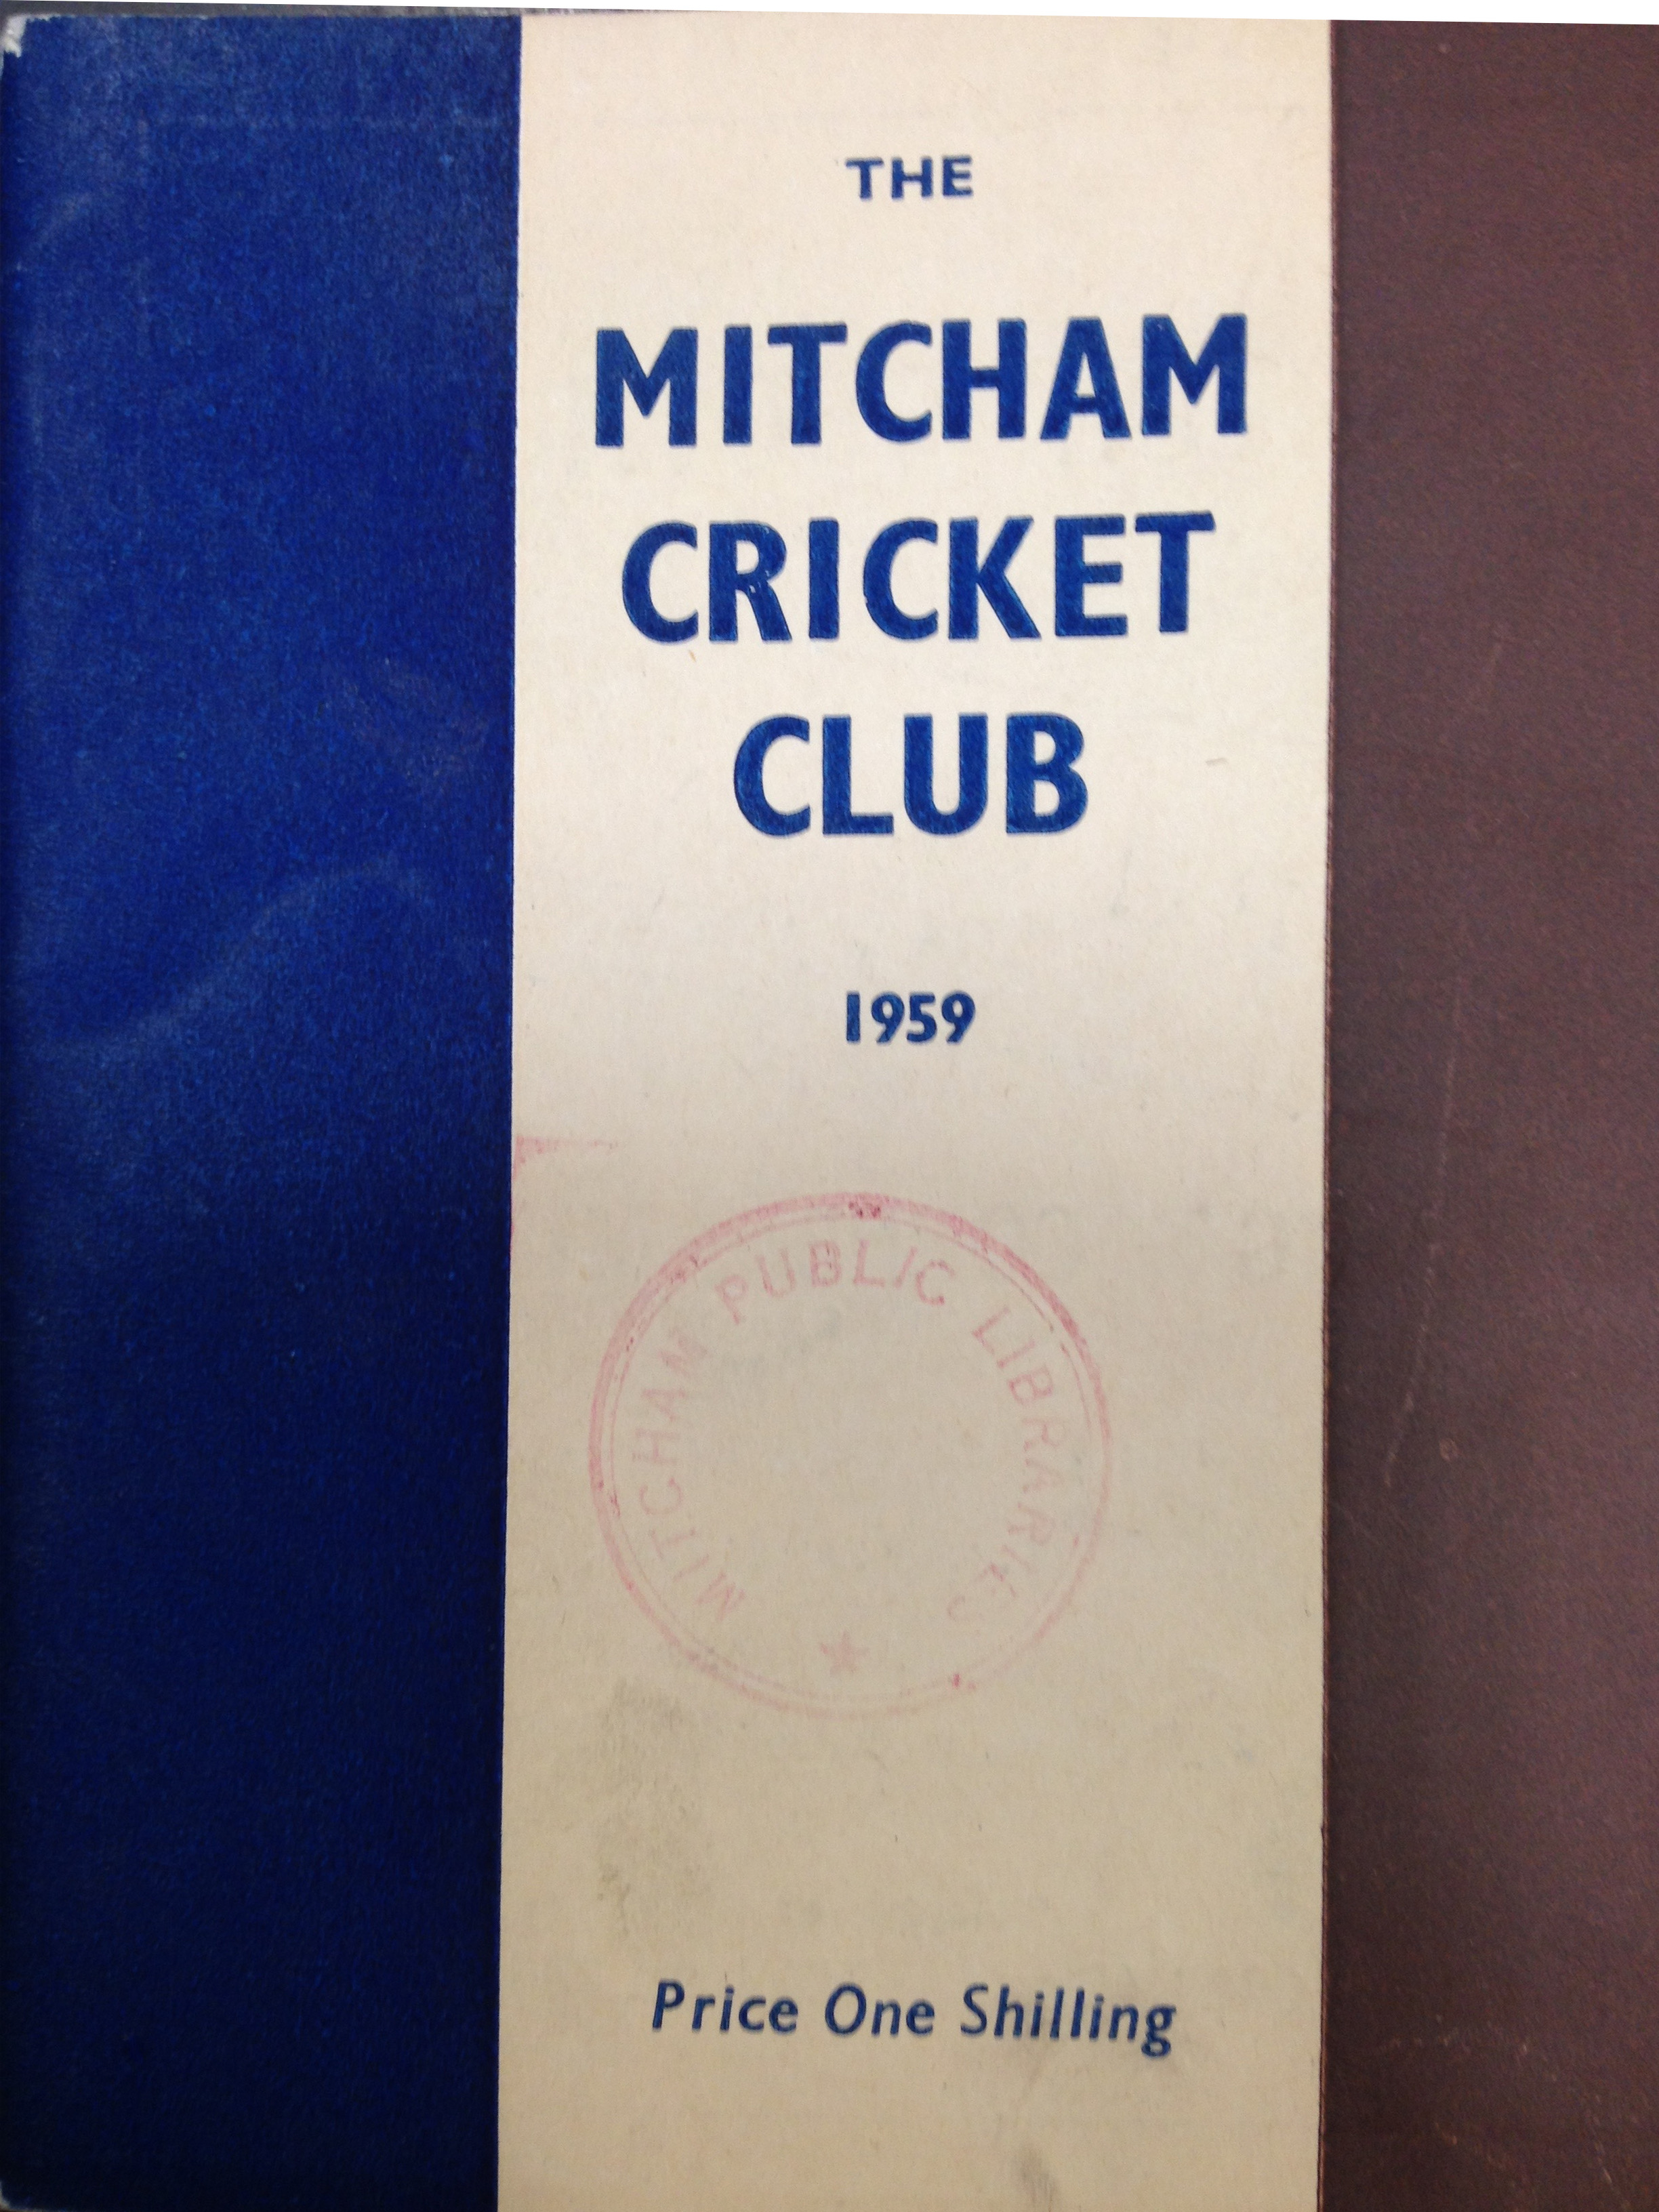 THE
MITCHAM
CRICKET
CLUB
1959
MITCHAM PUBLIC LIBRARIES
Price One Shilling